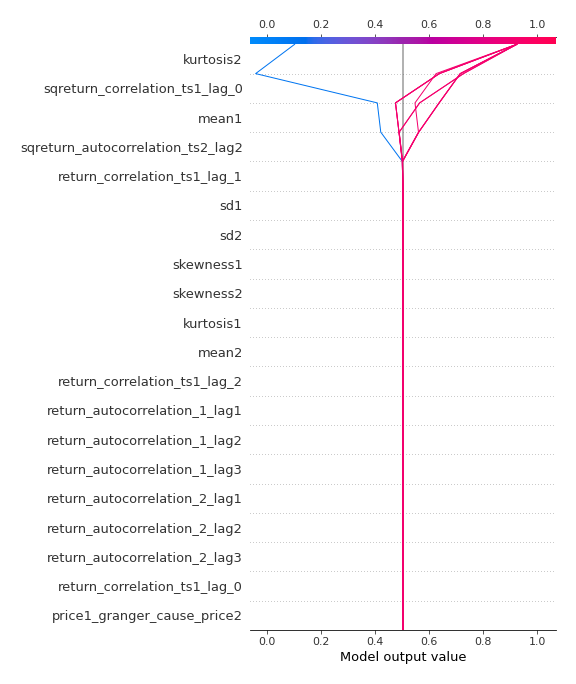 0.0 0.2 0.4 0.6 0.8 1.0
kurtosis2
sqreturn_correlation_ts1_lag_0
mean1
sqreturn_autocorrelation_ts2_lag2
return_correlation_ts1_lag_1
sd1
sd2
skewness1
skewness2
kurtosis1
mean2
return_correlation_ts1_lag_2
return_autocorrelation_1_lag1
return_autocorrelation_1_lag2
return_autocorrelation_1_lag3
return_autocorrelation_2_lag1
return_autocorrelation_2_lag2
return_autocorrelation_2_lag3
return_correlation_ts1_lag_0
price1_granger_cause_price2
0.0 0.2 0.4 0.6 0.8 1.0
Model output value